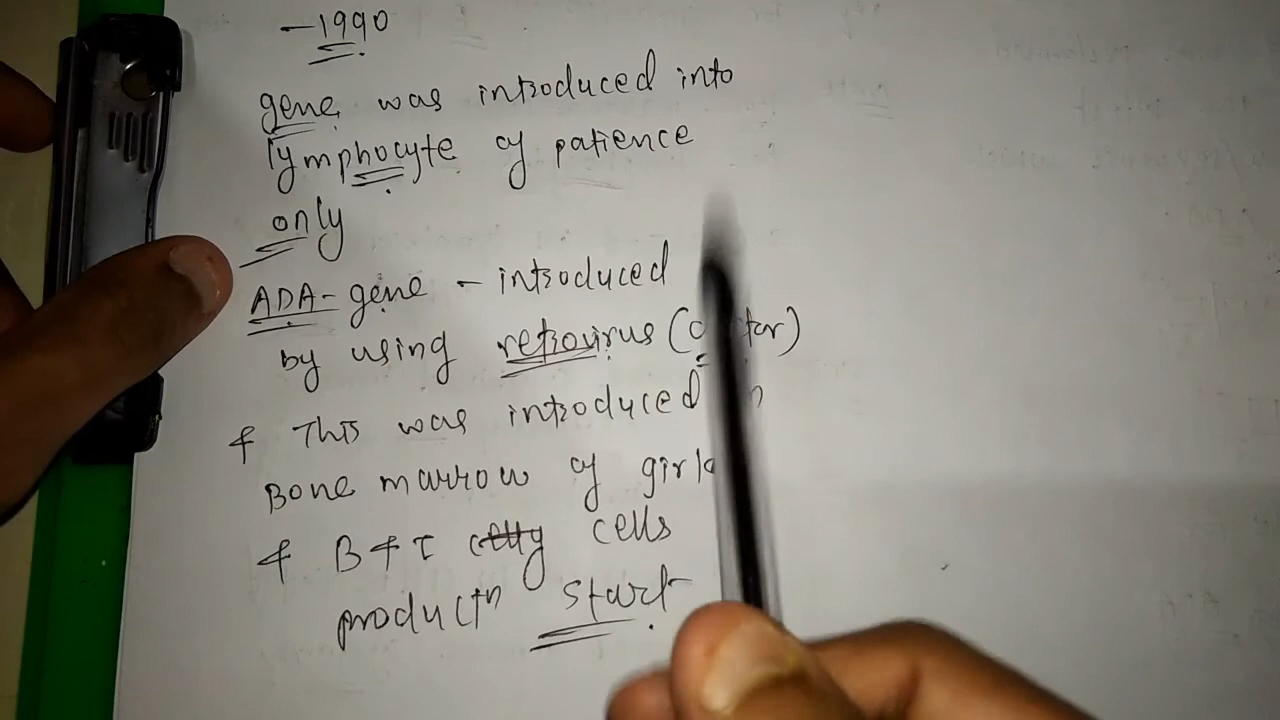 - 1990
gene was introduced into
lymphocyte of patience
only
ADA - gene - introduced
by using retrovirus
& This was introduced
Bone marrow of girl
& B & T cells
productn start